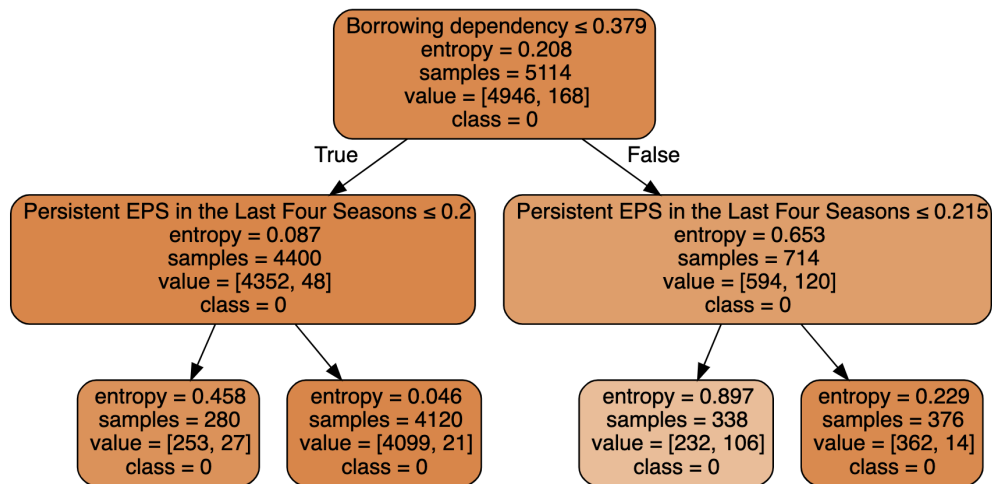 Borrowing dependency ≤ 0.379
entropy = 0.208
samples = 5114
value = [4946, 168]
class = 0
True
False
Persistent EPS in the Last Four Seasons ≤ 0.2
entropy = 0.087
samples = 4400
value = [4352, 48]
class = 0
Persistent EPS in the Last Four Seasons ≤ 0.215
entropy = 0.653
samples = 714
value = [594, 120]
class = 0
entropy = 0.458
samples = 280
value = [253, 27]
class = 0
entropy = 0.046
samples = 4120
value = [4099, 21]
class = 0
entropy = 0.897
samples = 338
value = [232, 106]
class = 0
entropy = 0.229
samples = 376
value = [362, 14]
class = 0